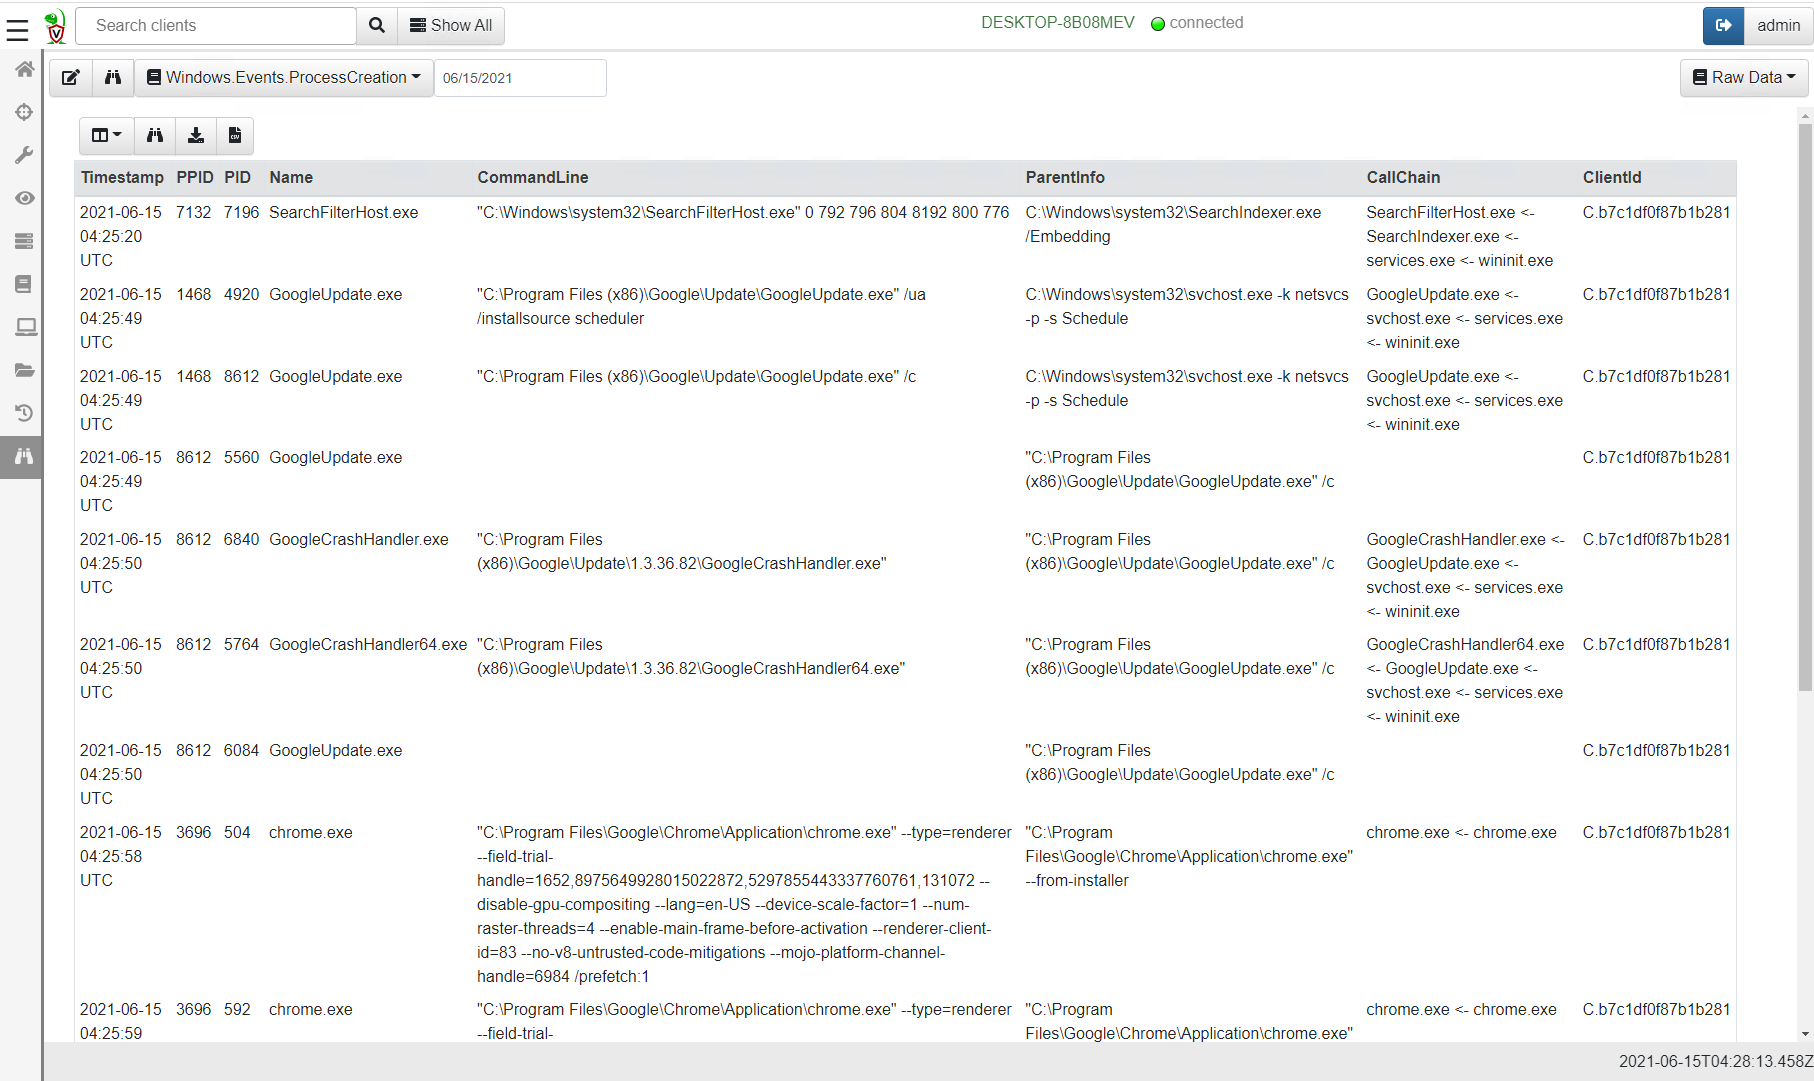 Search clients
Show All
DESKTOP-8B08MEV connected
admin
Windows.Events.ProcessCreation
06/15/2021
Raw Data
Timestamp PPID PID Name CommandLine ParentInfo CallChain ClientId
2021-06-15 7132 7196 SearchFilterHost.exe "C:\Windows\system32\SearchFilterHost.exe" 0 792 796 804 8192 800 776 C:\Windows\system32\SearchIndexer.exe SearchFilterHost.exe <- C.b7c1df0f87b1b281
04:25:20 /Embedding SearchIndexer.exe <-
UTC services.exe <- wininit.exe
2021-06-15 1468 4920 GoogleUpdate.exe "C:\Program Files (x86)\Google\Update\GoogleUpdate.exe" /ua C:\Windows\system32\svchost.exe -k netsvcs GoogleUpdate.exe <- C.b7c1df0f87b1b281
04:25:49 /installsource scheduler -p -s Schedule svchost.exe <- services.exe
UTC <- wininit.exe
2021-06-15 1468 8612 GoogleUpdate.exe "C:\Program Files (x86)\Google\Update\GoogleUpdate.exe" /c C:\Windows\system32\svchost.exe -k netsvcs GoogleUpdate.exe <- C.b7c1df0f87b1b281
04:25:49 -p -s Schedule svchost.exe <- services.exe
UTC <- wininit.exe
2021-06-15 8612 5560 GoogleUpdate.exe "C:\Program Files C.b7c1df0f87b1b281
04:25:49 (x86)\Google\Update\GoogleUpdate.exe" /c
UTC
2021-06-15 8612 6840 GoogleCrashHandler.exe "C:\Program Files "C:\Program Files GoogleCrashHandler.exe <- C.b7c1df0f87b1b281
04:25:50 (x86)\Google\Update\1.3.36.82\GoogleCrashHandler.exe" (x86)\Google\Update\GoogleUpdate.exe" /c GoogleUpdate.exe <-
UTC svchost.exe <- services.exe
<- wininit.exe
2021-06-15 8612 5764 GoogleCrashHandler64.exe "C:\Program Files "C:\Program Files GoogleCrashHandler64.exe C.b7c1df0f87b1b281
04:25:50 (x86)\Google\Update\1.3.36.82\GoogleCrashHandler64.exe" (x86)\Google\Update\GoogleUpdate.exe" /c <- GoogleUpdate.exe <-
UTC svchost.exe <- services.exe
<- wininit.exe
2021-06-15 8612 6084 GoogleUpdate.exe "C:\Program Files C.b7c1df0f87b1b281
04:25:50 (x86)\Google\Update\GoogleUpdate.exe" /c
UTC
2021-06-15 3696 504 chrome.exe "C:\Program Files\Google\Chrome\Application\chrome.exe" --type=renderer "C:\Program chrome.exe <- chrome.exe C.b7c1df0f87b1b281
04:25:58 --field-trial- Files\Google\Chrome\Application\chrome.exe"
UTC handle=1652,8975649928015022872,5297855443337760761,131072 -- --from-installer
disable-gpu-compositing --lang=en-US --device-scale-factor=1 --num-
raster-threads=4 --enable-main-frame-before-activation --renderer-client-
id=83 --no-v8-untrusted-code-mitigations --mojo-platform-channel-
handle=6984 /prefetch:1
2021-06-15 3696 592 chrome.exe "C:\Program Files\Google\Chrome\Application\chrome.exe" --type=renderer "C:\Program chrome.exe <- chrome.exe C.b7c1df0f87b1b281
04:25:59 --field-trial- Files\Google\Chrome\Application\chrome.exe"
2021-06-15T04:28:13.458Z